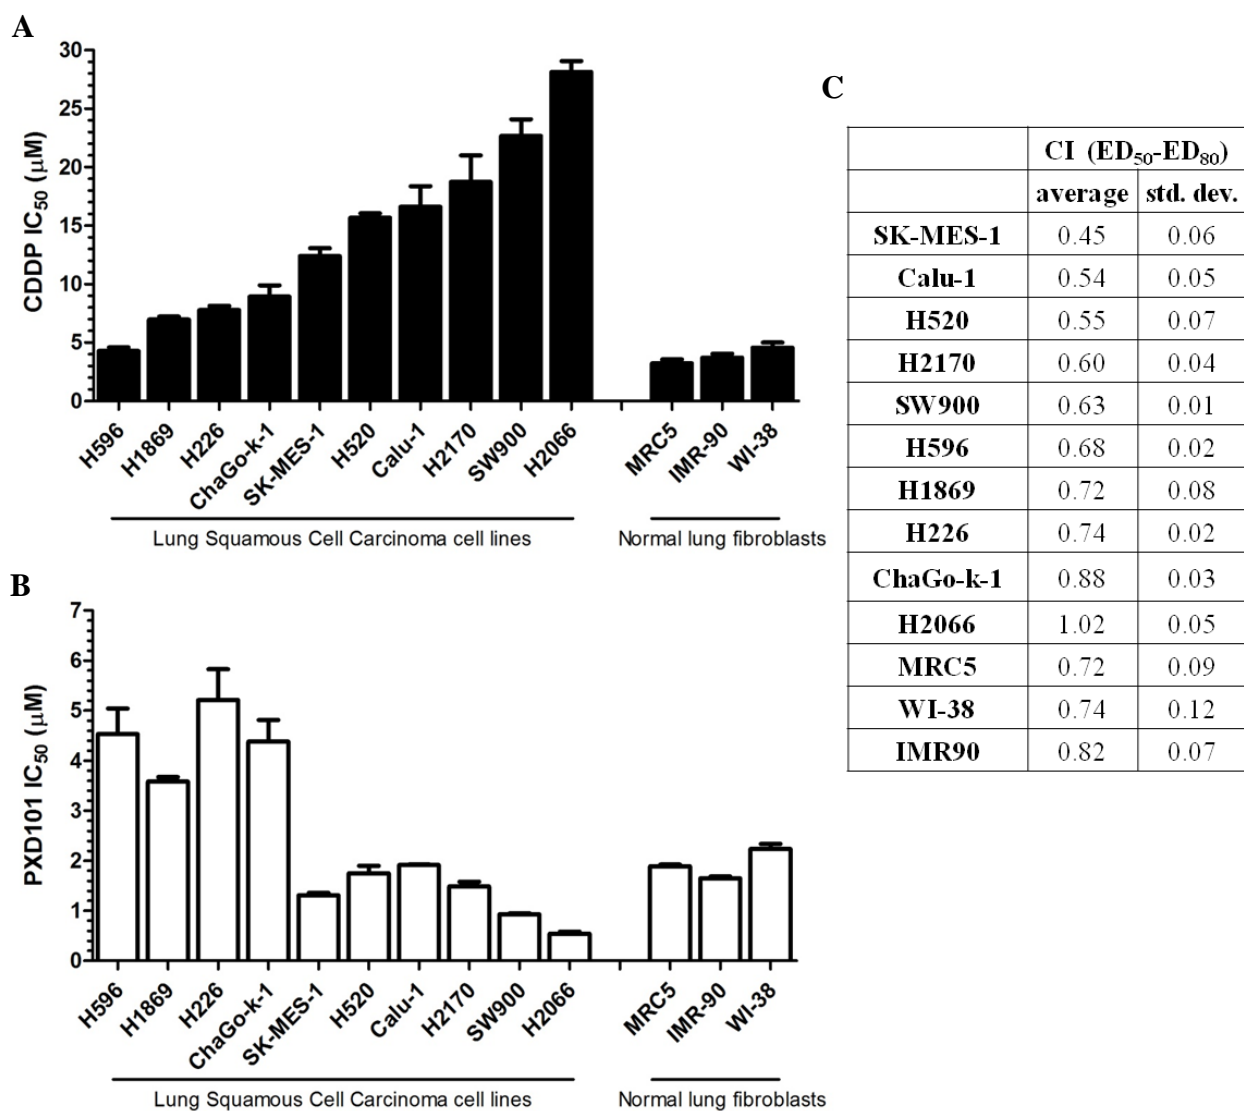 A
CDDP IC50 (μM)
30
25
20
15
10
5
0
H596
H1869
H226
ChaGo-k-1
SK-MES-1
H520
Calu-1
H2170
SW900
H2066
MRC5
IMR-90
WI-38
Lung Squamous Cell Carcinoma cell lines
Normal lung fibroblasts
B
PXD101 IC50 (μM)
7
6
5
4
3
2
1
0
H596
H1869
H226
ChaGo-k-1
SK-MES-1
H520
Calu-1
H2170
SW900
H2066
MRC5
IMR-90
WI-38
Lung Squamous Cell Carcinoma cell lines
Normal lung fibroblasts
C
CI (ED50-ED80)
average std. dev.
SK-MES-1 0.45 0.06
Calu-1 0.54 0.05
H520 0.55 0.07
H2170 0.60 0.04
SW900 0.63 0.01
H596 0.68 0.02
H1869 0.72 0.08
H226 0.74 0.02
ChaGo-k-1 0.88 0.03
H2066 1.02 0.05
MRC5 0.72 0.09
WI-38 0.74 0.12
IMR90 0.82 0.07